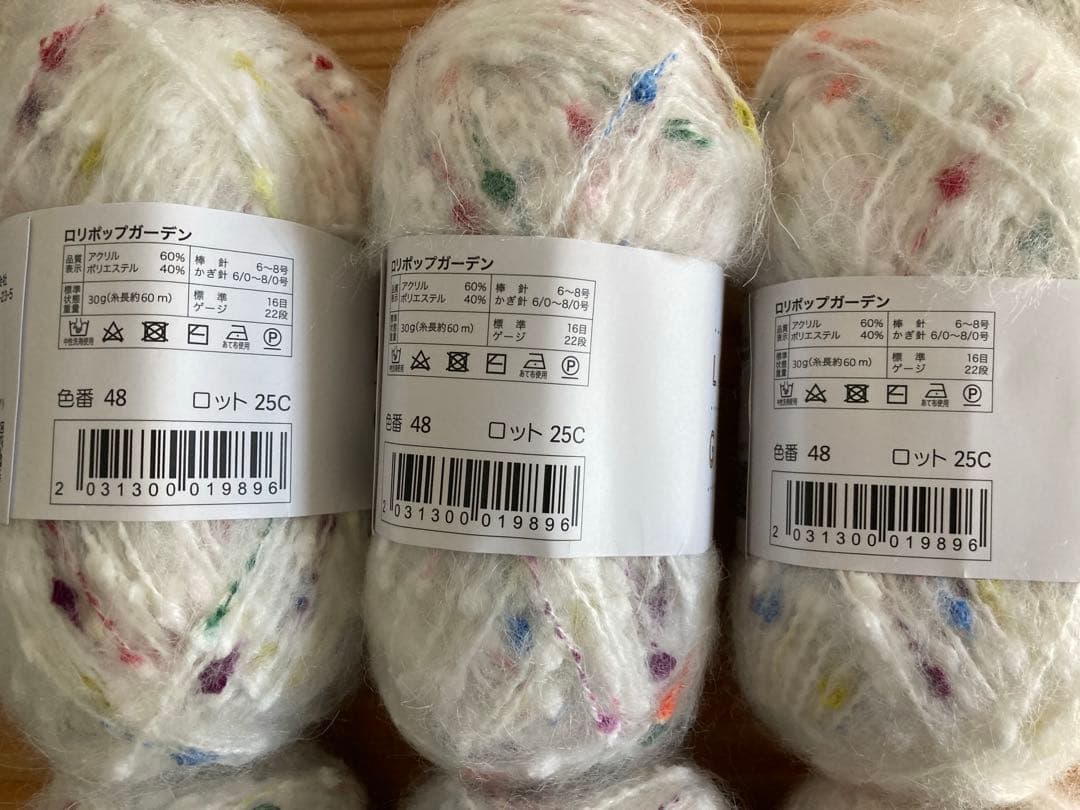 ロリポップガーデン
品質表示 アクリル 60% ポリエステル 40%
棒針 6〜8号
かぎ針 6/0〜8/0号
標準状態重量 30g(糸長約60m)
標準ゲージ 16目 22段
中性洗剤使用
あて布使用
色番 48 ロット 25C
2 031300 019896
ロリポップガーデン
アクリル 60% ポリエステル 40%
棒針 6〜8号
かぎ針 6/0〜8/0号
30g(糸長約60m)
標準ゲージ 16目 22段
あて布使用
色番 48 ロット 25C
2 031300 019896
L
G
ロリポップガーデン
品質表示 アクリル 60% ポリエステル 40%
棒針 6〜8号
かぎ針 6/0〜8/0号
標準状態重量 30g(糸長約60m)
標準ゲージ 16目 22段
中性洗剤使用
あて布使用
色番 48 ロット 25C
2 031300 019896